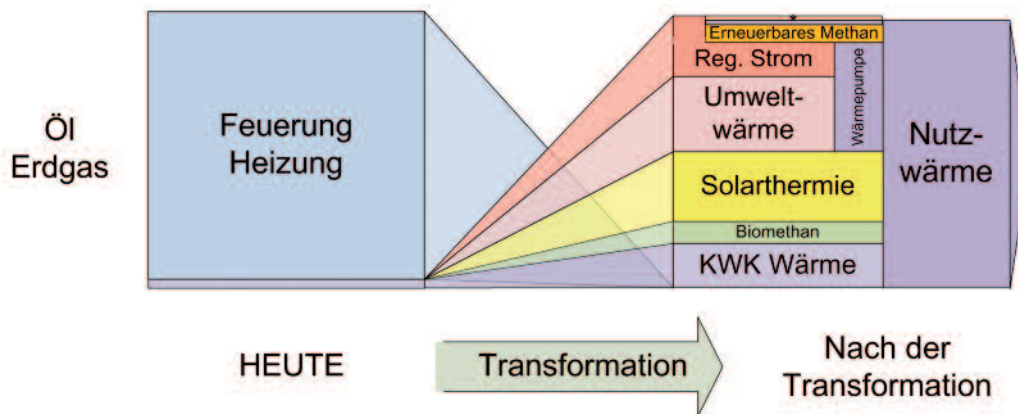 Öl
Erdgas
Feuerung
Heizung
*
Erneuerbares Methan
Reg. Strom
Umwelt-
wärme
Wärmepumpe
Solarthermie
Biomethan
KWK Wärme
Nutz-
wärme
HEUTE
Transformation
Nach der
Transformation